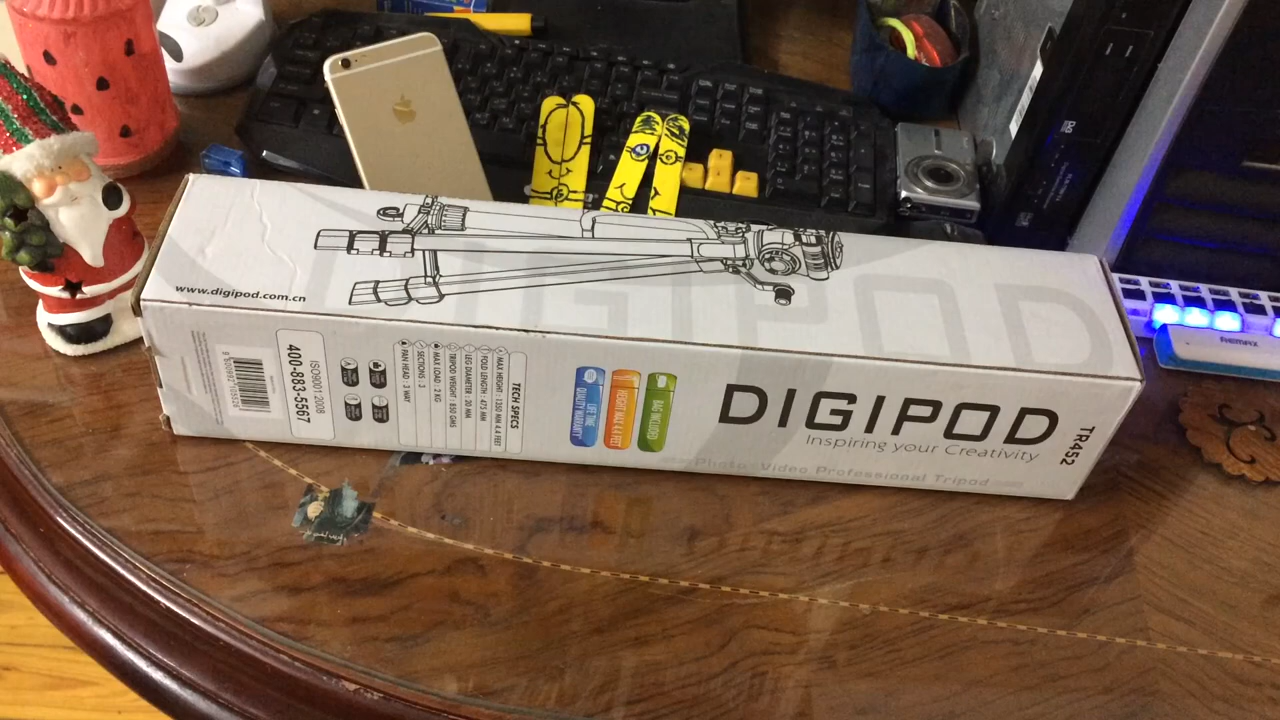 www.digipod.com.cn
DIGIPOD
DIGIPOD
Inspiring your Creativity
Photo - Video Professional Tripod
TR452
BAG INCLUDED
HEIGHT MAX 4.4 FEET
LIFE TIME
QUALITY WARRANTY*
TECH SPECS
MAX HEIGHT : 1350 MM 4.4 FEET
FOLD LENGTH : 475 MM
LEG DIAMETER : 20 MM
TRIPOD WEIGHT : 850 GMS
MAX LOAD : 2 KG
SECTIONS : 3
PAN HEAD : 3 WAY
ISO9001:2008
400-883-5567
REMAX